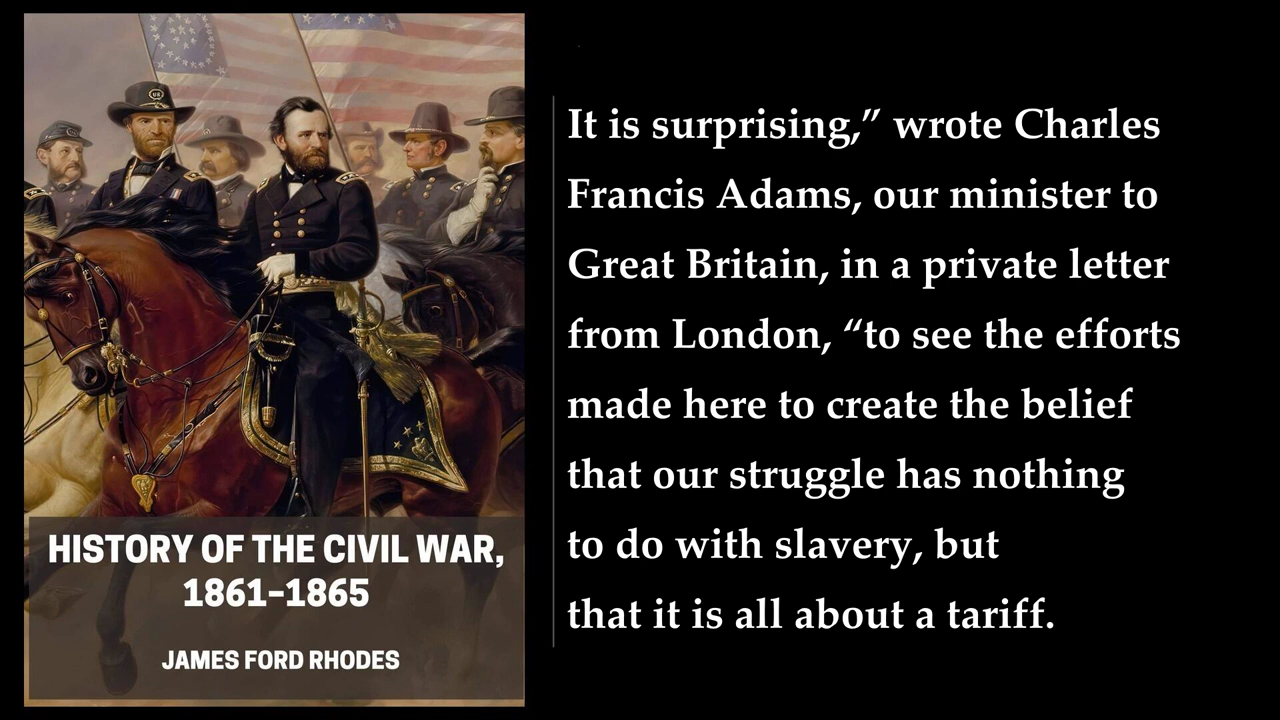 HISTORY OF THE CIVIL WAR,
1861–1865
JAMES FORD RHODES
It is surprising,” wrote Charles
Francis Adams, our minister to
Great Britain, in a private letter
from London, “to see the efforts
made here to create the belief
that our struggle has nothing
to do with slavery, but
that it is all about a tariff.